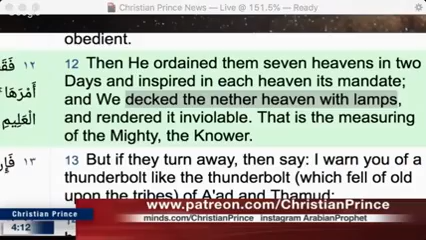 Christian Prince News — Live @ 151.5% — Ready
obedient.
١٢
12 Then He ordained them seven heavens in two
Days and inspired in each heaven its mandate;
and We decked the nether heaven with lamps,
and rendered it inviolable. That is the measuring
of the Mighty, the Knower.
أَمْرَهَا
الْعَلِيمِ
١٣
13 But if they turn away, then say: I warn you of a
thunderbolt like the thunderbolt (which fell of old
upon the tribes) of A'ad and Thamud;
Christian Prince
www.patreon.com/ChristianPrince
4:12
minds.com/ChristianPrince instagram ArabianProphet